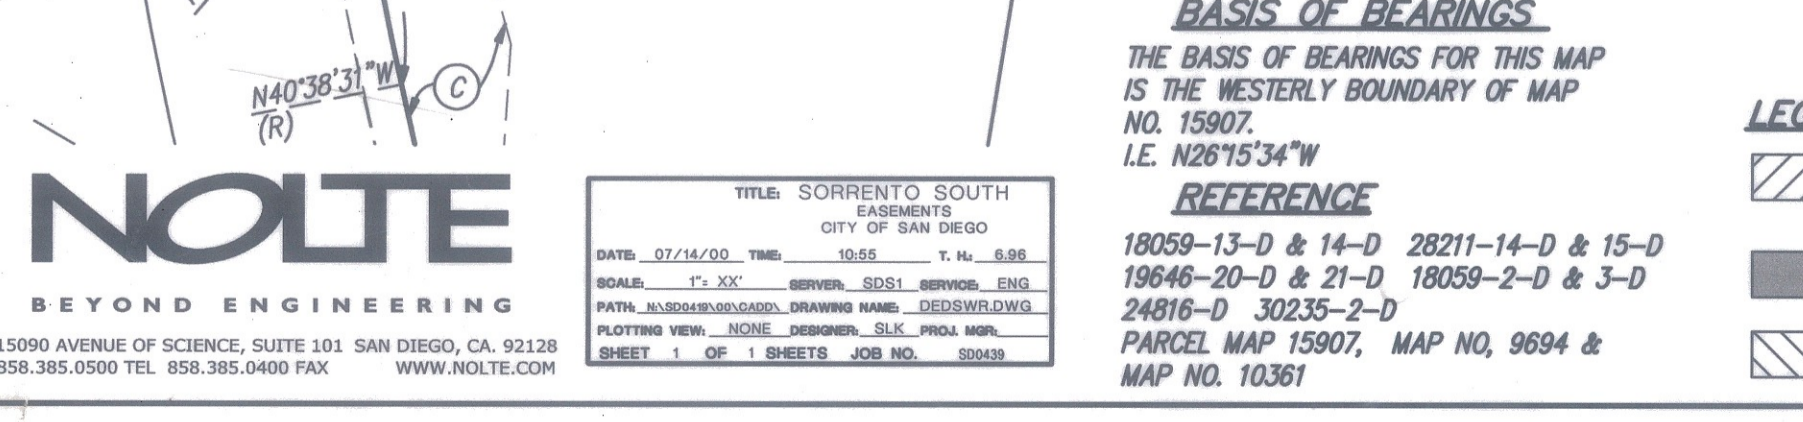 N40°38'31"W
(R)
C
NOLTE
BEYOND ENGINEERING
15090 AVENUE OF SCIENCE, SUITE 101 SAN DIEGO, CA. 92128
858.385.0500 TEL 858.385.0400 FAX WWW.NOLTE.COM
TITLE: SORRENTO SOUTH
EASEMENTS
CITY OF SAN DIEGO
DATE: 07/14/00 TIME: 10:55 T. H.: 6.96
SCALE: 1"= XX' SERVER: SDS1 SERVICE: ENG
PATH: N:\SD0419\00\CADD\ DRAWING NAME: DEDSWR.DWG
PLOTTING VIEW: NONE DESIGNER: SLK PROJ. MGR:
SHEET 1 OF 1 SHEETS JOB NO. SD0439
BASIS OF BEARINGS
THE BASIS OF BEARINGS FOR THIS MAP
IS THE WESTERLY BOUNDARY OF MAP
NO. 15907.
I.E. N26°15'34"W
REFERENCE
18059-13-D & 14-D 28211-14-D & 15-D
19646-20-D & 21-D 18059-2-D & 3-D
24816-D 30235-2-D
PARCEL MAP 15907, MAP NO, 9694 &
MAP NO. 10361
LEG